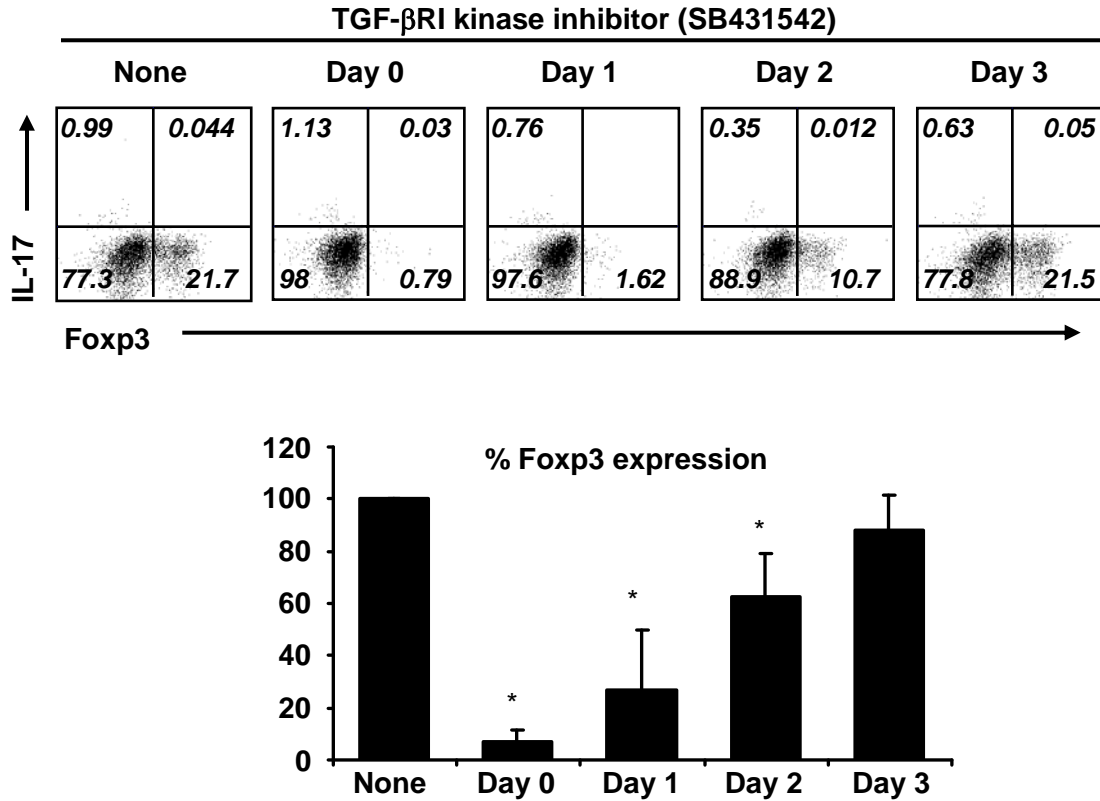 TGF-βRI kinase inhibitor (SB431542)
None Day 0 Day 1 Day 2 Day 3
0.99 0.044 1.13 0.03 0.76 0.35 0.012 0.63 0.05
77.3 21.7 98 0.79 97.6 1.62 88.9 10.7 77.8 21.5
IL-17
Foxp3
% Foxp3 expression
120
100
80
60
40
20
0
* * *
None Day 0 Day 1 Day 2 Day 3